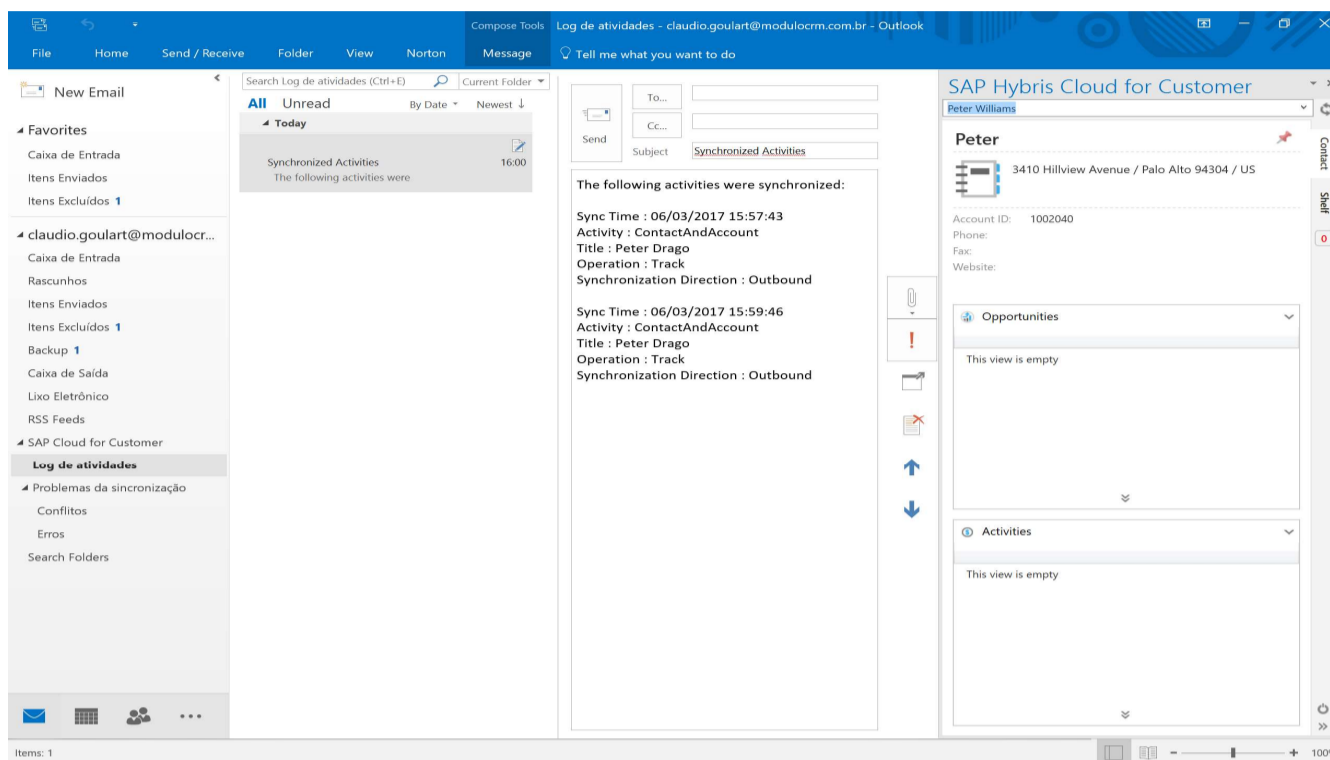 Compose Tools
Log de atividades - claudio.goulart@modulocrm.com.br - Outlook
File Home Send / Receive Folder View Norton Message Tell me what you want to do
New Email
Favorites
Caixa de Entrada
Itens Enviados
Itens Excluídos 1
claudio.goulart@modulocr...
Caixa de Entrada
Rascunhos
Itens Enviados
Itens Excluídos 1
Backup 1
Caixa de Saída
Lixo Eletrônico
RSS Feeds
SAP Cloud for Customer
Log de atividades
Problemas da sincronização
Conflitos
Erros
Search Folders
Search Log de atividades (Ctrl+E) Current Folder
All Unread By Date Newest ↓
Today
Synchronized Activities 16:00
The following activities were
Send
To...
Cc...
Subject Synchronized Activities
The following activities were synchronized:
Sync Time : 06/03/2017 15:57:43
Activity : ContactAndAccount
Title : Peter Drago
Operation : Track
Synchronization Direction : Outbound
Sync Time : 06/03/2017 15:59:46
Activity : ContactAndAccount
Title : Peter Drago
Operation : Track
Synchronization Direction : Outbound
SAP Hybris Cloud for Customer
Peter Williams
Peter
3410 Hillview Avenue / Palo Alto 94304 / US
Account ID: 1002040
Phone:
Fax:
Website:
Opportunities
This view is empty
Activities
This view is empty
Contact
Shelf
0
Items: 1
100%